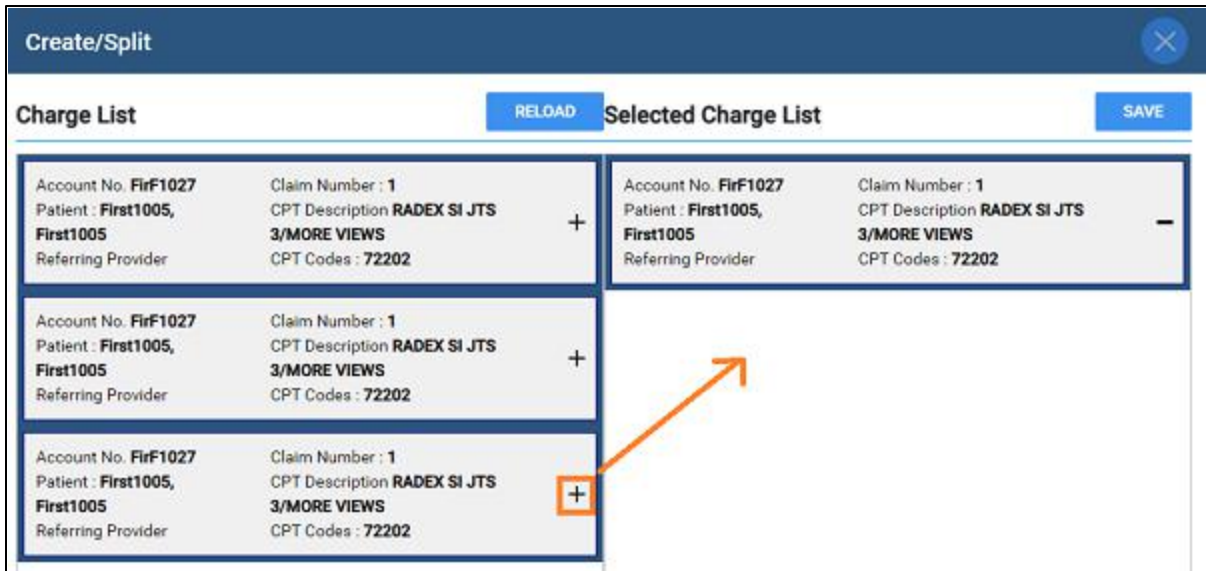 Create/Split
Charge List
RELOAD
Selected Charge List
SAVE
Account No. FirF1027
Patient : First1005,
First1005
Referring Provider
Claim Number : 1
CPT Description RADEX SI JTS
3/MORE VIEWS
CPT Codes : 72202
+
Account No. FirF1027
Patient : First1005,
First1005
Referring Provider
Claim Number : 1
CPT Description RADEX SI JTS
3/MORE VIEWS
CPT Codes : 72202
+
Account No. FirF1027
Patient : First1005,
First1005
Referring Provider
Claim Number : 1
CPT Description RADEX SI JTS
3/MORE VIEWS
CPT Codes : 72202
+
Account No. FirF1027
Patient : First1005,
First1005
Referring Provider
Claim Number : 1
CPT Description RADEX SI JTS
3/MORE VIEWS
CPT Codes : 72202
−